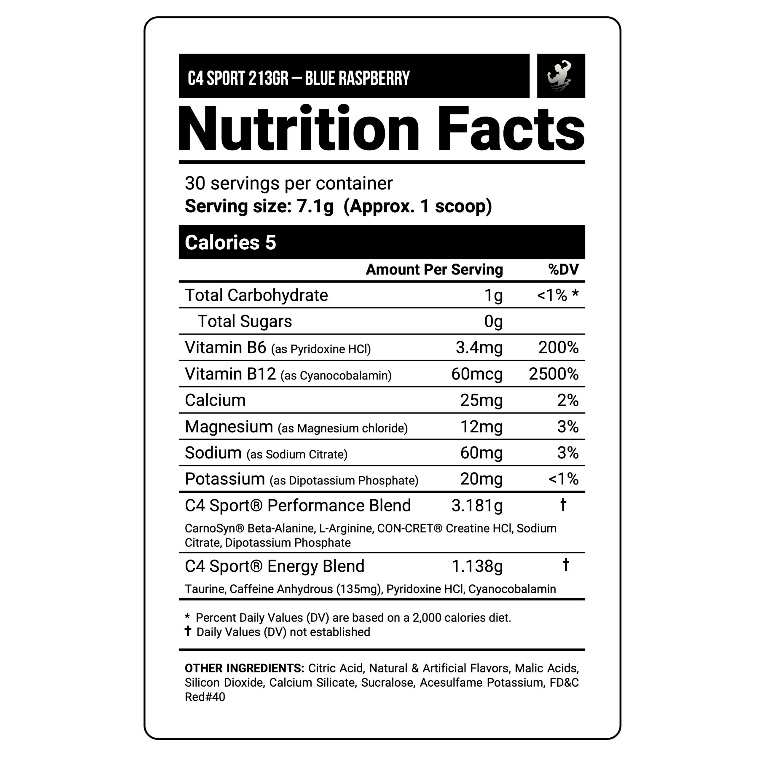 C4 SPORT 213GR – BLUE RASPBERRY
Nutrition Facts
30 servings per container
Serving size: 7.1g (Approx. 1 scoop)
Calories 5
Amount Per Serving %DV
Total Carbohydrate 1g <1% *
Total Sugars 0g
Vitamin B6 (as Pyridoxine HCl) 3.4mg 200%
Vitamin B12 (as Cyanocobalamin) 60mcg 2500%
Calcium 25mg 2%
Magnesium (as Magnesium chloride) 12mg 3%
Sodium (as Sodium Citrate) 60mg 3%
Potassium (as Dipotassium Phosphate) 20mg <1%
C4 Sport® Performance Blend 3.181g †
CarnoSyn® Beta-Alanine, L-Arginine, CON-CRET® Creatine HCl, Sodium
Citrate, Dipotassium Phosphate
C4 Sport® Energy Blend 1.138g †
Taurine, Caffeine Anhydrous (135mg), Pyridoxine HCl, Cyanocobalamin
* Percent Daily Values (DV) are based on a 2,000 calories diet.
† Daily Values (DV) not established
OTHER INGREDIENTS: Citric Acid, Natural & Artificial Flavors, Malic Acids,
Silicon Dioxide, Calcium Silicate, Sucralose, Acesulfame Potassium, FD&C
Red#40